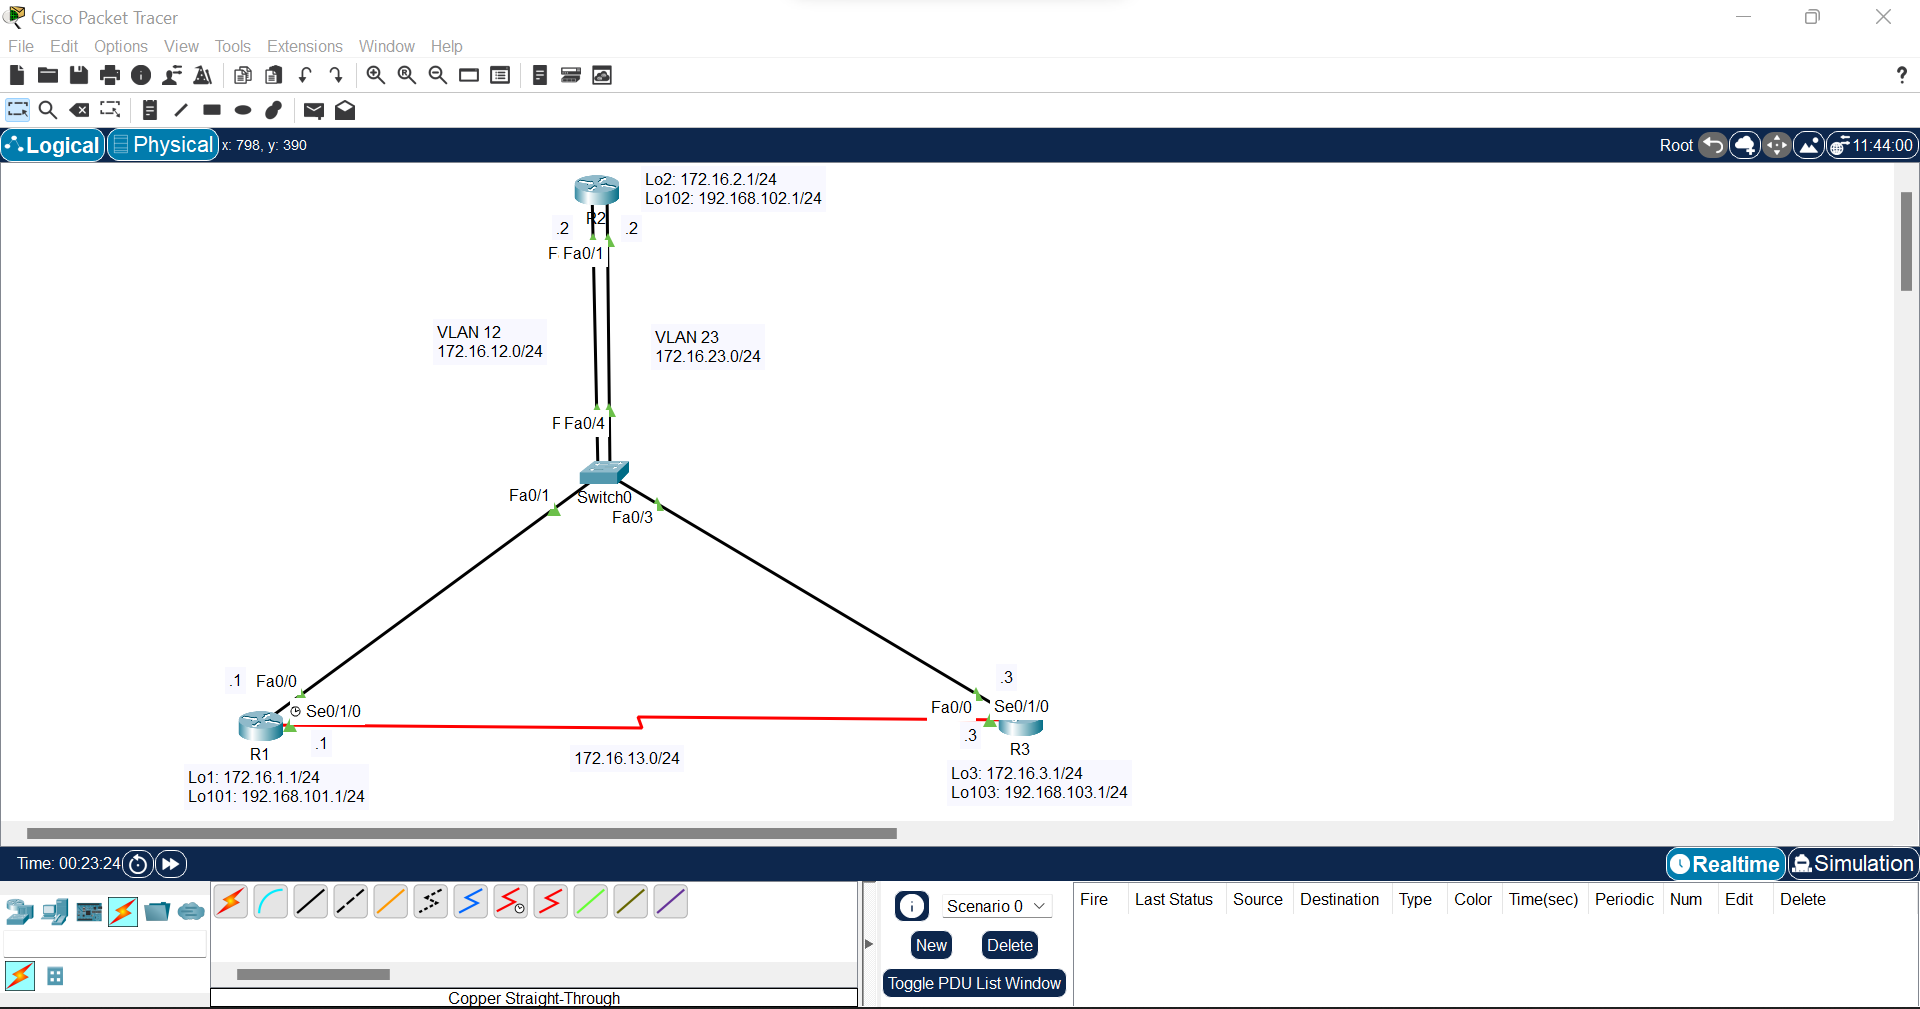 Cisco Packet Tracer
File Edit Options View Tools Extensions Window Help
Logical Physical x: 798, y: 390
Root 11:44:00
Lo2: 172.16.2.1/24
Lo102: 192.168.102.1/24
R2
.2 .2
F Fa0/1
VLAN 12
172.16.12.0/24
VLAN 23
172.16.23.0/24
F Fa0/4
Fa0/1 Switch0
Fa0/3
.1 Fa0/0
Se0/1/0
.1
R1
Lo1: 172.16.1.1/24
Lo101: 192.168.101.1/24
172.16.13.0/24
.3
Fa0/0 Se0/1/0
.3
R3
Lo3: 172.16.3.1/24
Lo103: 192.168.103.1/24
Time: 00:23:24
Realtime Simulation
Scenario 0
New Delete
Toggle PDU List Window
Fire Last Status Source Destination Type Color Time(sec) Periodic Num Edit Delete
Copper Straight-Through